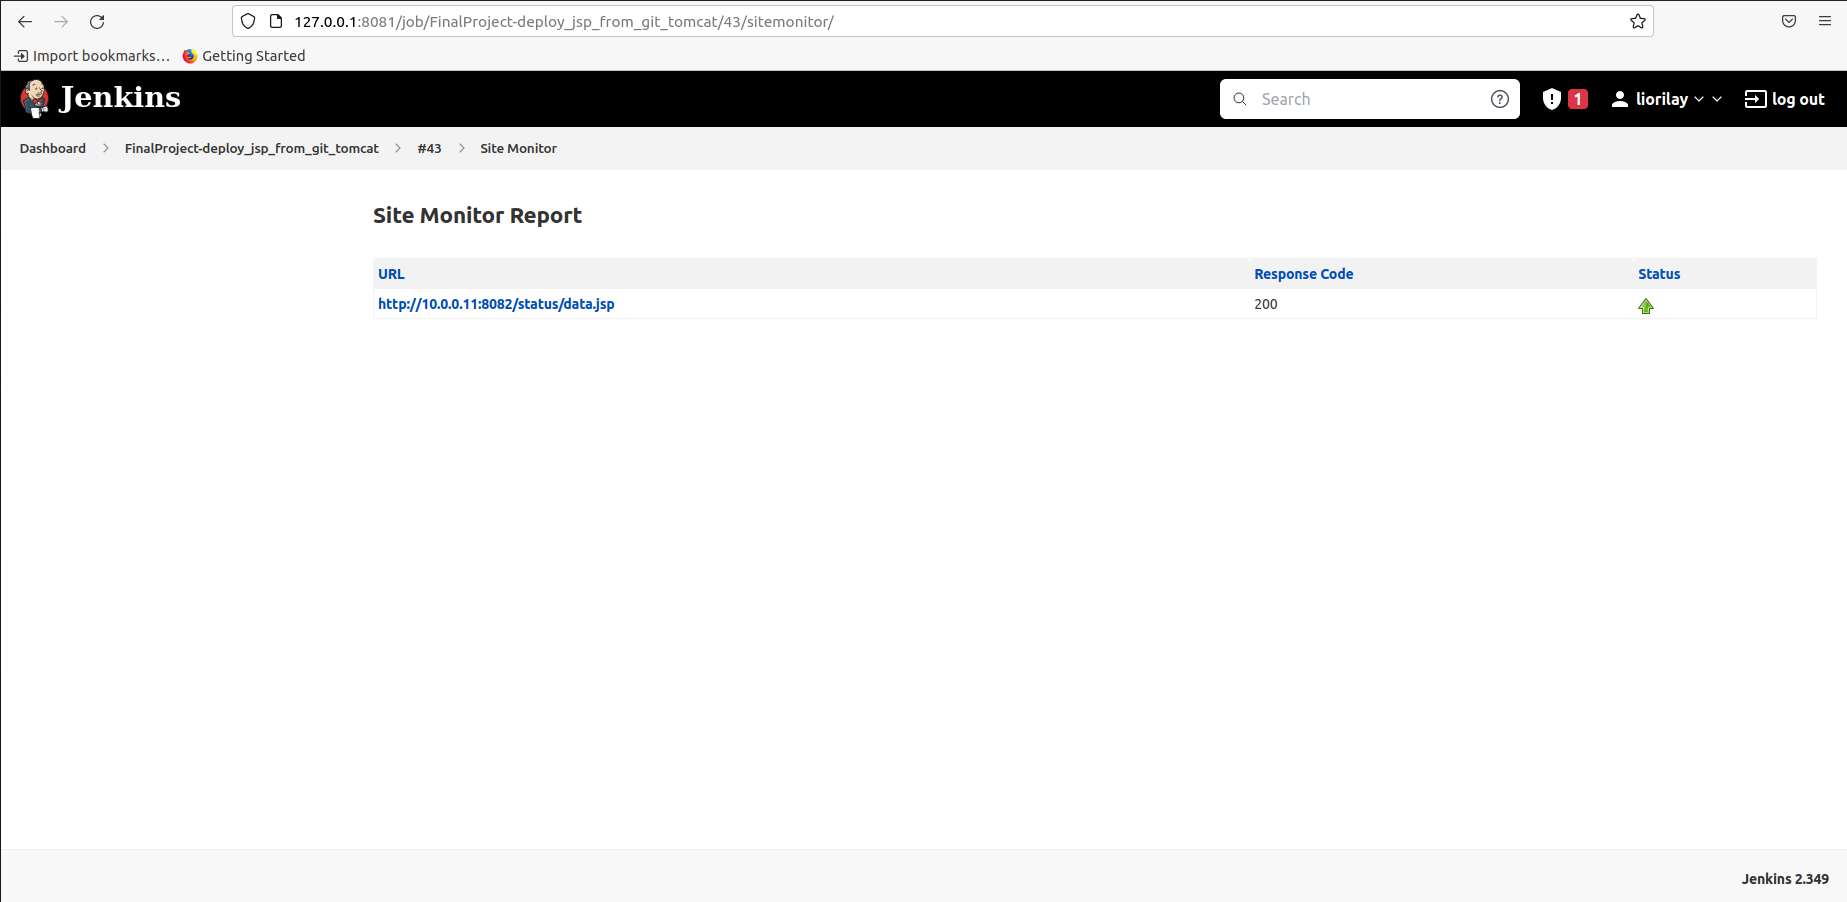 127.0.0.1:8081/job/FinalProject-deploy_jsp_from_git_tomcat/43/sitemonitor/
Import bookmarks... Getting Started
Jenkins Search 1 liorilay log out
Dashboard FinalProject-deploy_jsp_from_git_tomcat #43 Site Monitor
Site Monitor Report
URL Response Code Status
http://10.0.0.11:8082/status/data.jsp 200
Jenkins 2.349